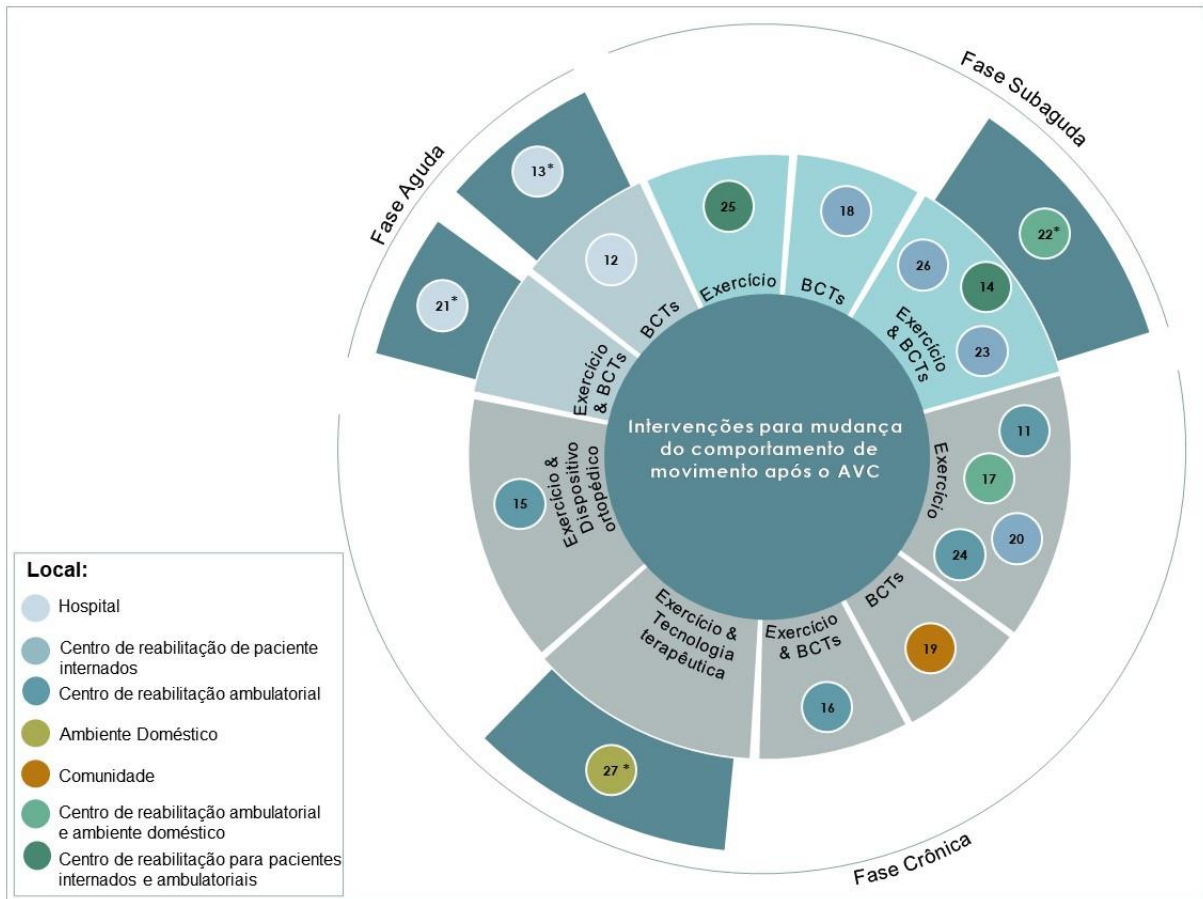 Fase Aguda
Fase Subaguda
13*
21*
12
BCTs
Exercício
& BCTs
25
Exercício
18
BCTs
22*
26
14
23
Exercício
& BCTs
Intervenções para mudança
do comportamento de
movimento após o AVC
11
17
20
24
Exercício
19
BCTs
16
Exercício
& BCTs
Exercício &
Tecnologia
terapêutica
27*
15
Exercício &
Dispositivo
ortopédico
Fase Crônica
Local:
Hospital
Centro de reabilitação de paciente
internados
Centro de reabilitação ambulatorial
Ambiente Doméstico
Comunidade
Centro de reabilitação ambulatorial
e ambiente doméstico
Centro de reabilitação para pacientes
internados e ambulatoriais